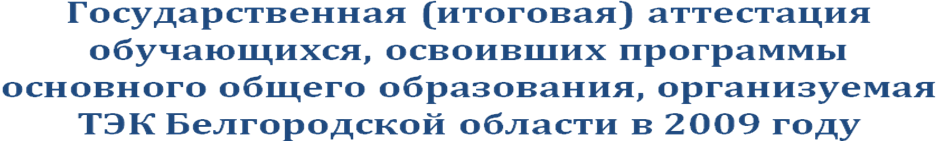 Государственная (итоговая) аттестация
обучающихся, освоивших программы
основного общего образования, организуемая
ТЭК Белгородской области в 2009 году